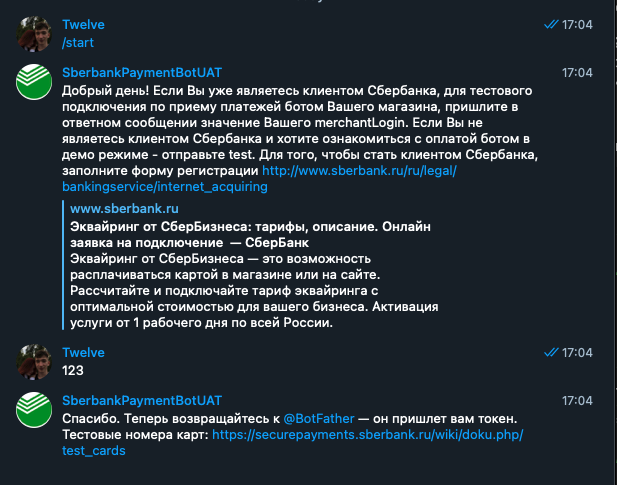 Twelve 17:04
/start
SberbankPaymentBotUAT 17:04
Добрый день! Если Вы уже являетесь клиентом Сбербанка, для тестового
подключения по приему платежей ботом Вашего магазина, пришлите в
ответном сообщении значение Вашего merchantLogin. Если Вы не
являетесь клиентом Сбербанка и хотите ознакомиться с оплатой ботом в
демо режиме - отправьте test. Для того, чтобы стать клиентом Сбербанка,
заполните форму регистрации http://www.sberbank.ru/ru/legal/
bankingservice/internet_acquiring
www.sberbank.ru
Эквайринг от СберБизнеса: тарифы, описание. Онлайн
заявка на подключение — СберБанк
Эквайринг от СберБизнеса — это возможность
расплачиваться картой в магазине или на сайте.
Рассчитайте и подключайте тариф эквайринга с
оптимальной стоимостью для вашего бизнеса. Активация
услуги от 1 рабочего дня по всей России.
Twelve 17:04
123
SberbankPaymentBotUAT 17:04
Спасибо. Теперь возвращайтесь к @BotFather — он пришлет вам токен.
Тестовые номера карт: https://securepayments.sberbank.ru/wiki/doku.php/
test_cards